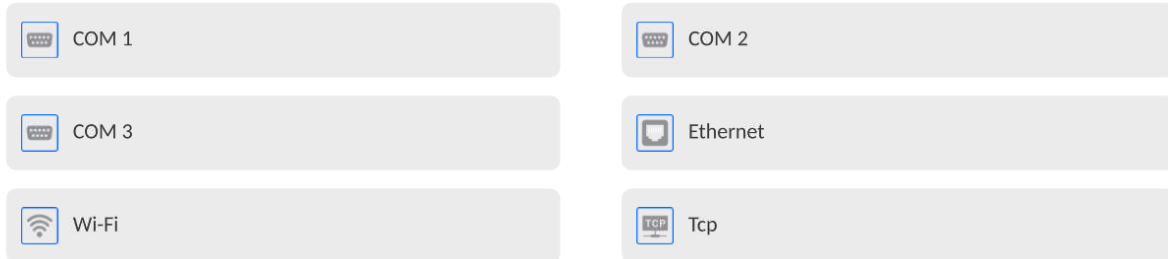 COM 1
COM 2
COM 3
Ethernet
Wi-Fi
TCP
Tcp